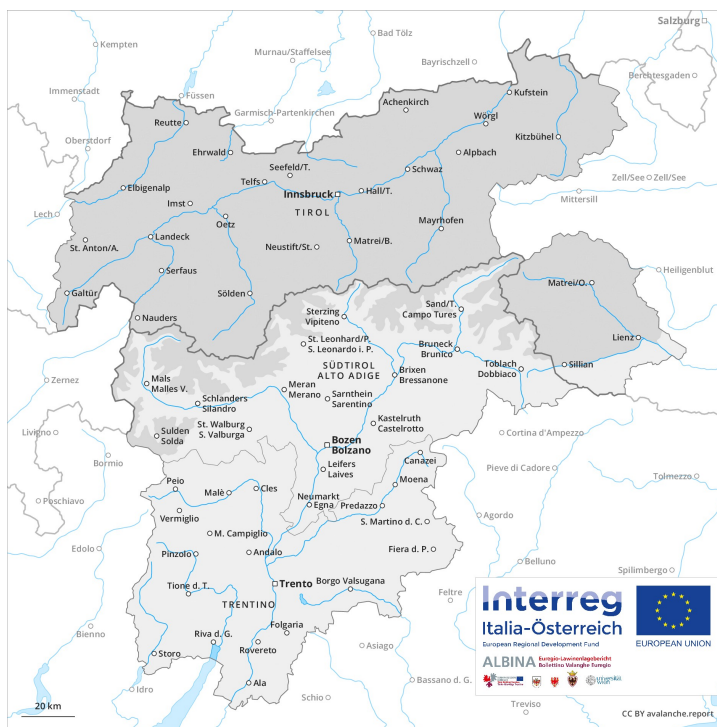 Salzburg
Kempten
Bad Tölz
Murnau/Staffelsee
Bayrischzell
Berchtesgaden
Immenstadt
Füssen
Kufstein
Achenkirch
Garmisch-Partenkirchen
Reutte
Wörgl
Oberstdorf
Kitzbühel
Ehrwald
Alpbach
Seefeld/T.
Schwaz
Telfs
Zell/See
Zell/See
Elbigenalp
Innsbruck
Hall/T.
Mittersill
Imst
TIROL
Lech
Oetz
Mayrhofen
Landeck
Matrei/B.
St. Anton/A.
Neustift/St.
Serfaus
Heiligenblut
Matrei/O.
Galtür
Sölden
Sand/T.
Campo Tures
Nauders
Sterzing
Vipiteno
Lienz
St. Leonhard/P.
S. Leonardo i. P.
Bruneck
Brunico
SÜDTIROL
ALTO ADIGE
Toblach
Dobbiaco
Sillian
Brixen
Bressanone
Zernez
Mals
Malles V.
Meran
Merano
Schlanders
Silandro
Sarnthein
Sarentino
St. Walburg
S. Valburga
Kastelruth
Castelrotto
Livigno
Sulden
Solda
Bozen
Bolzano
Cortina d'Ampezzo
Bormio
Canazei
Leifers
Laives
Pieve di Cadore
Tolmezzo
Peio
Malè
Cles
Moena
Poschiavo
Neumarkt
Egna
Predazzo
Vermiglio
S. Martino d. C.
Agordo
M. Campiglio
Edolo
Pinzolo
Andalo
Fiera d. P.
Belluno
Spilimbergo
Tione d. T.
Trento
Borgo Valsugana
Feltre
TRENTINO
Bienno
Folgaria
Riva d. G.
Rovereto
Asiago
Storo
Bassano d. G.
Idro
Ala
Schio
Treviso
20 km
Interreg
Italia-Österreich
European Regional Development Fund
EUROPEAN UNION
ALBINA
Euregio-Lawinenlagebericht
Bollettino Valanghe Euregio
universität
wien
CC BY avalanche.report